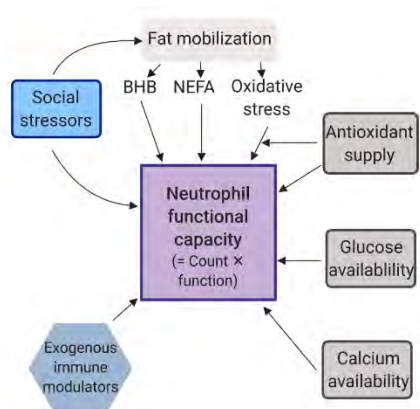 Fat mobilization
BHB NEFA Oxidative
stress
Social
stressors
Antioxidant
supply
Neutrophil
functional
capacity
(= Count ×
function)
Glucose
availablility
Exogenous
immune
modulators
Calcium
availability